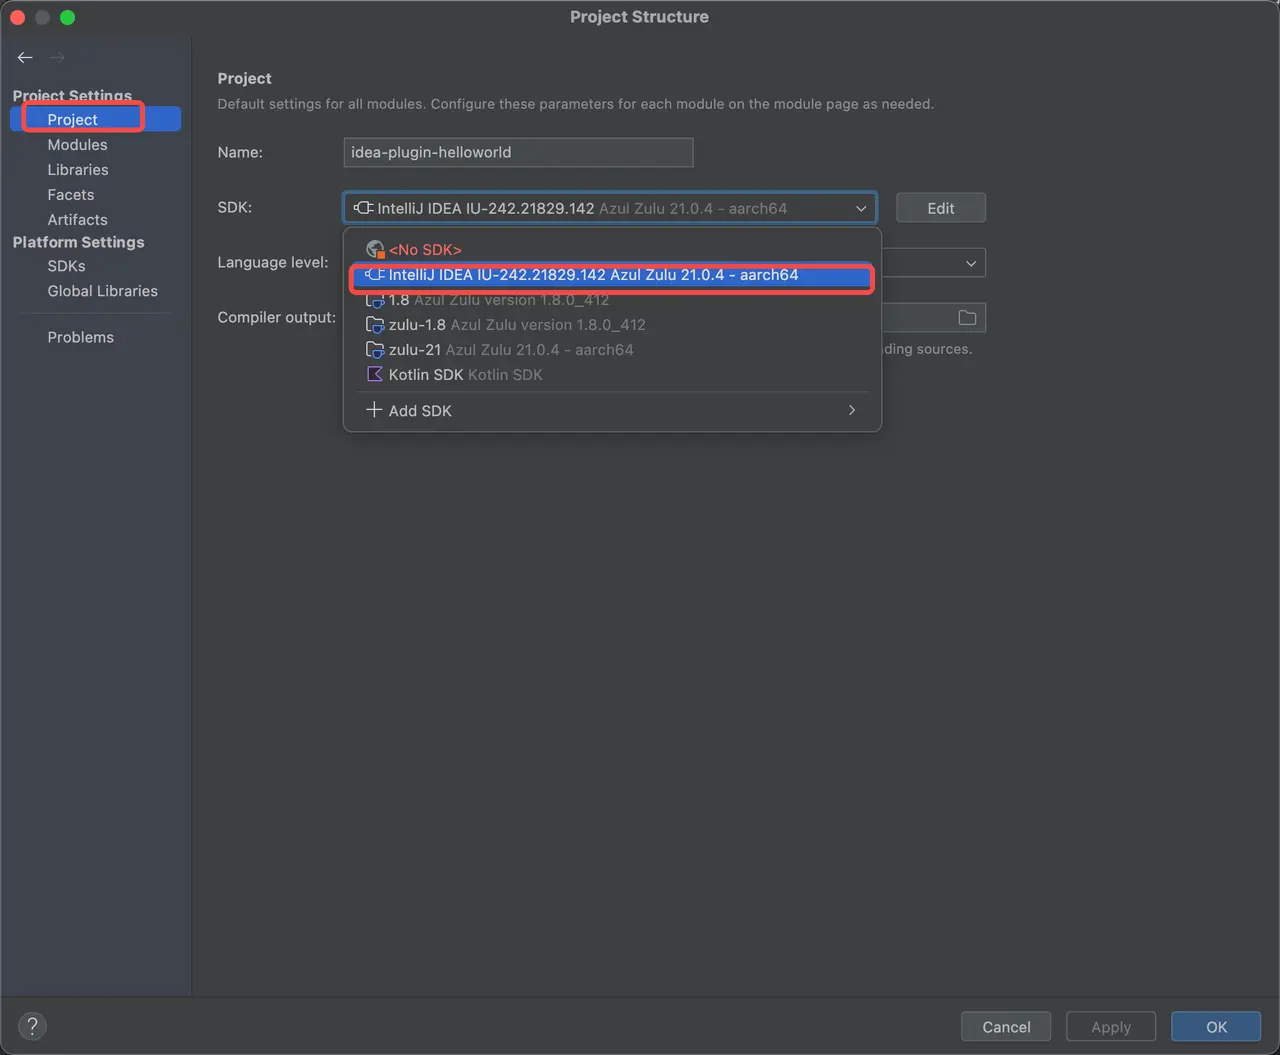 Project Structure
Project Settings
Project
Modules
Libraries
Facets
Artifacts
Platform Settings
SDKs
Global Libraries
Problems
Project
Default settings for all modules. Configure these parameters for each module on the module page as needed.
Name: idea-plugin-helloworld
SDK: IntelliJ IDEA IU-242.21829.142 Azul Zulu 21.0.4 - aarch64 Edit
<No SDK>
Language level:
IntelliJ IDEA IU-242.21829.142 Azul Zulu 21.0.4 - aarch64
1.8 Azul Zulu version 1.8.0_412
Compiler output:
zulu-1.8 Azul Zulu version 1.8.0_412
zulu-21 Azul Zulu 21.0.4 - aarch64
ding sources.
Kotlin SDK Kotlin SDK
Add SDK
? Cancel Apply OK